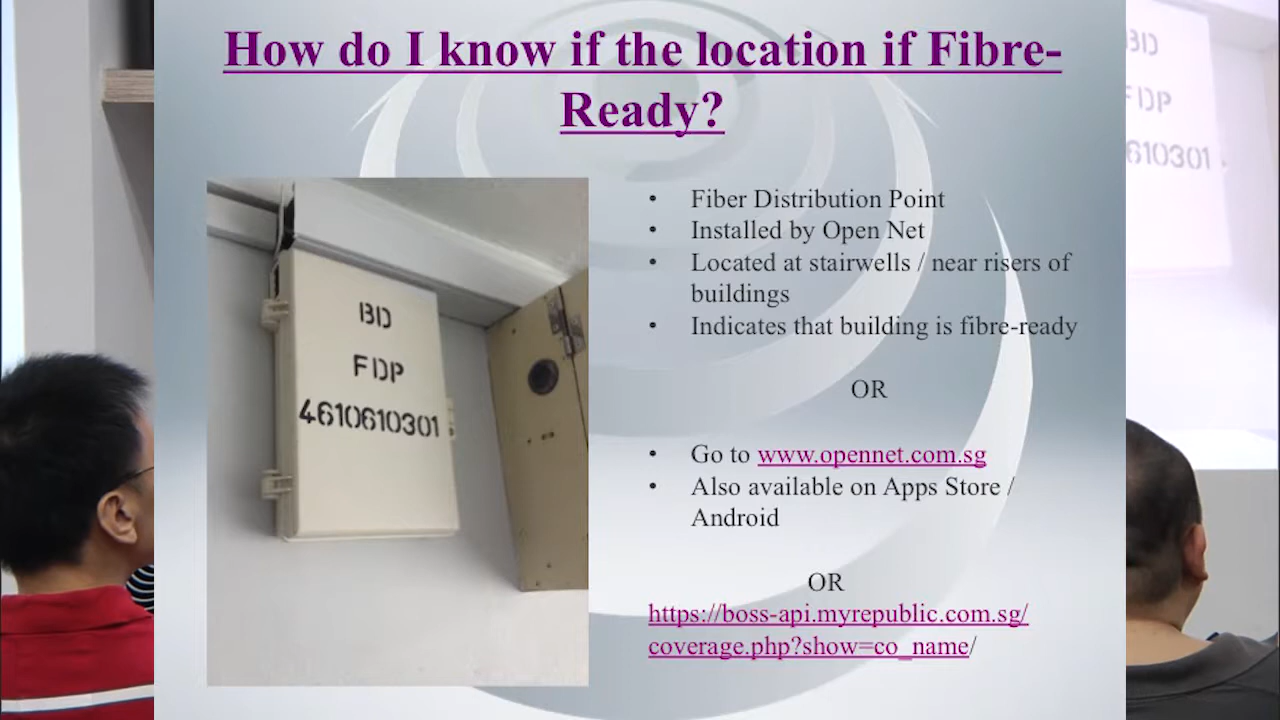 How do I know if the location if Fibre-
Ready?
BD
FDP
4610610301
• Fiber Distribution Point
• Installed by Open Net
• Located at stairwells / near risers of
buildings
• Indicates that building is fibre-ready
OR
• Go to www.opennet.com.sg
• Also available on Apps Store /
Android
OR
https://boss-api.myrepublic.com.sg/
coverage.php?show=co_name/
BD
FDP
610301